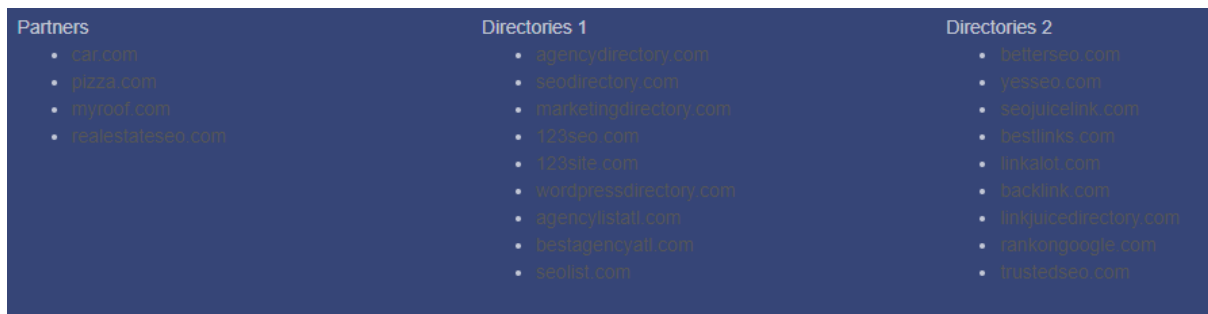 Partners
car.com
pizza.com
myroof.com
realestateseo.com
Directories 1
agencydirectory.com
seodirectory.com
marketingdirectory.com
123seo.com
123site.com
wordpressdirectory.com
agencylistatl.com
bestagencyatl.com
seolist.com
Directories 2
betterseo.com
yesseo.com
seojuicelink.com
bestlinks.com
linkalot.com
backlink.com
linkjuicedirectory.com
rankongoogle.com
trustedseo.com